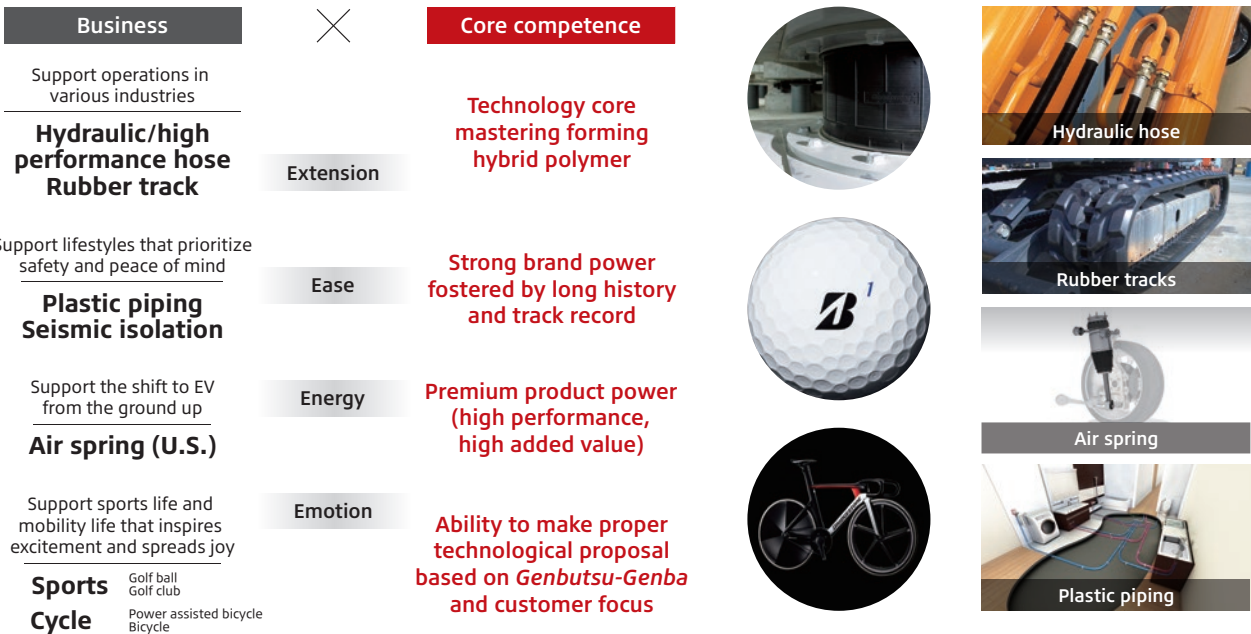 Business
Support operations in
various industries
Hydraulic/high
performance hose
Rubber track
Support lifestyles that prioritize
safety and peace of mind
Plastic piping
Seismic isolation
Support the shift to EV
from the ground up
Air spring (U.S.)
Support sports life and
mobility life that inspires
excitement and spreads joy
Sports
Golf ball
Golf club
Cycle
Power assisted bicycle
Bicycle
Extension
Ease
Energy
Emotion
Core competence
Technology core
mastering forming
hybrid polymer
Strong brand power
fostered by long history
and track record
Premium product power
(high performance,
high added value)
Ability to make proper
technological proposal
based on Genbutsu-Genba
and customer focus
B 1
Hydraulic hose
Rubber tracks
Air spring
Plastic piping